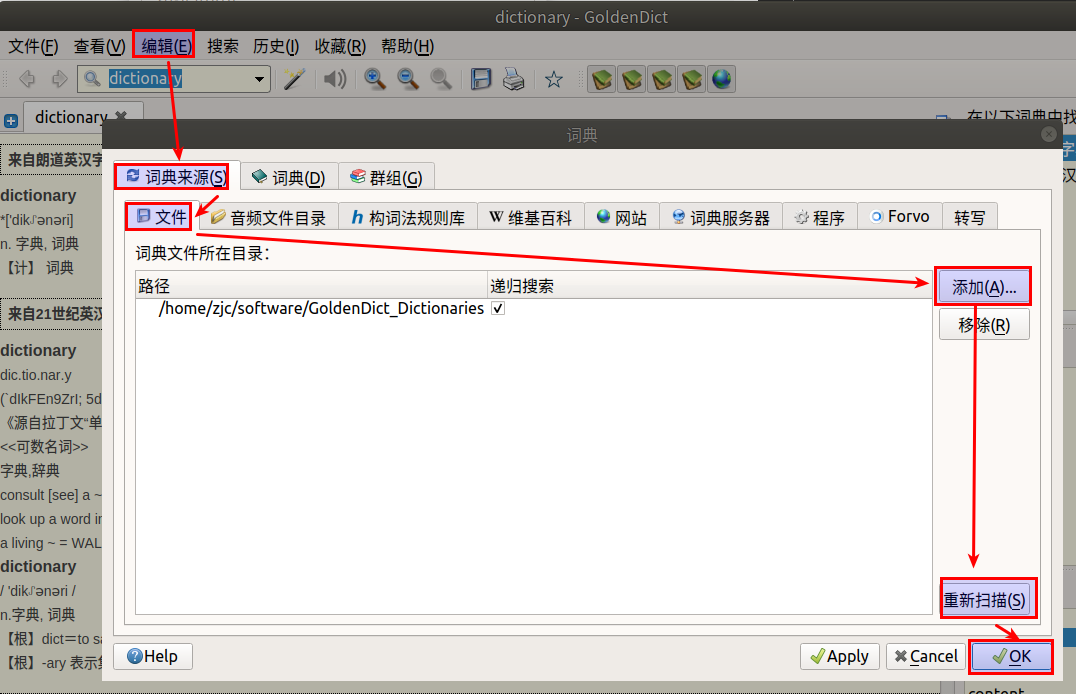 dictionary - GoldenDict
文件(F) 查看(V) 编辑(E) 搜索 历史(I) 收藏(R) 帮助(H)
dictionary
dictionary
在以下词典中找
词典
来自朗道英汉字
词典来源(S) 词典(D) 群组(G)
字
汉
dictionary
文件 音频文件目录 构词法规则库 维基百科 网站 词典服务器 程序 Forvo 转写
n. 字典, 词典
词典文件所在目录：
【计】 词典
路径 递归搜索 添加(A)...
来自21世纪英汉
/home/zjc/software/GoldenDict_Dictionaries
移除(R)
dictionary
dic.tio.nar.y
(`dIkFEn9ZrI; 5d
《源自拉丁文“单
<<可数名词>>
字典,辞典
consult [see] a ~
look up a word in
a living ~ = WAL
dictionary
重新扫描(S)
n.字典, 词典
【根】dict＝to sa
Help Apply Cancel OK
【根】-ary 表示集
content